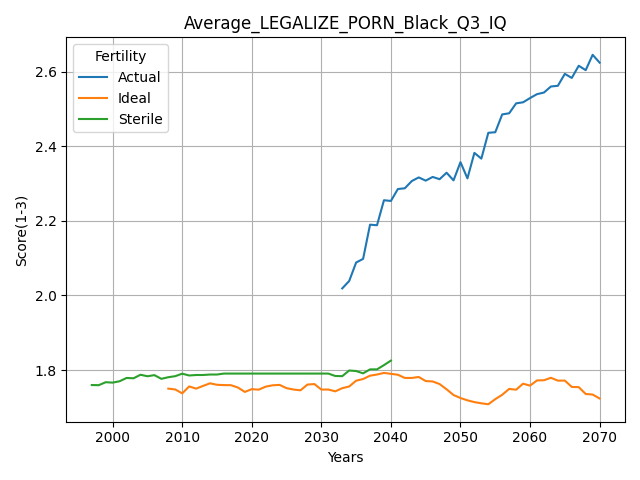 Average_LEGALIZE_PORN_Black_Q3_IQ
Fertility
Actual
Ideal
Sterile
Score(1-3)
2.6
2.4
2.2
2.0
1.8
2000 2010 2020 2030 2040 2050 2060 2070
Years